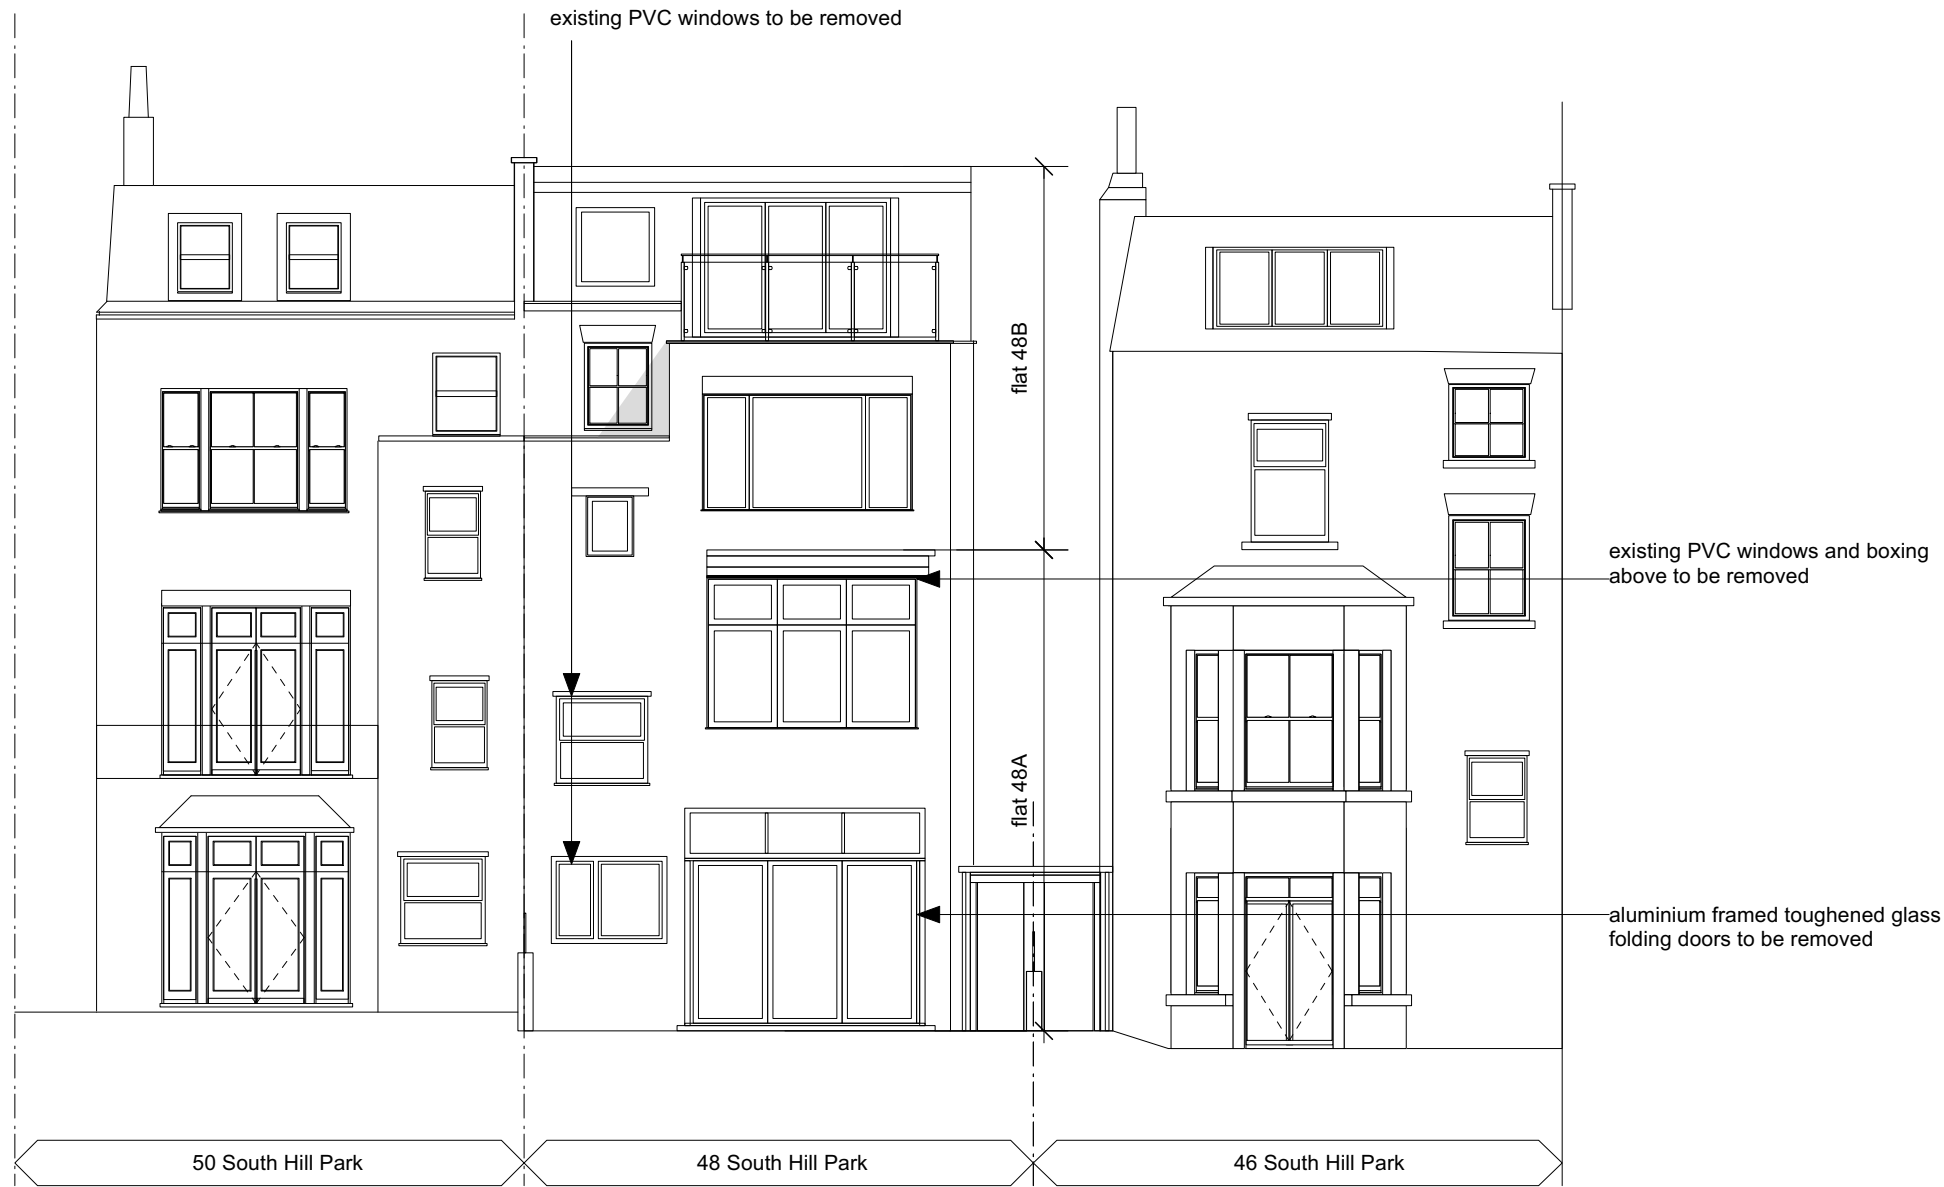 existing PVC windows to be removed
flat 48B
existing PVC windows and boxing
above to be removed
flat 48A
aluminium framed toughened glass
folding doors to be removed
50 South Hill Park
48 South Hill Park
46 South Hill Park